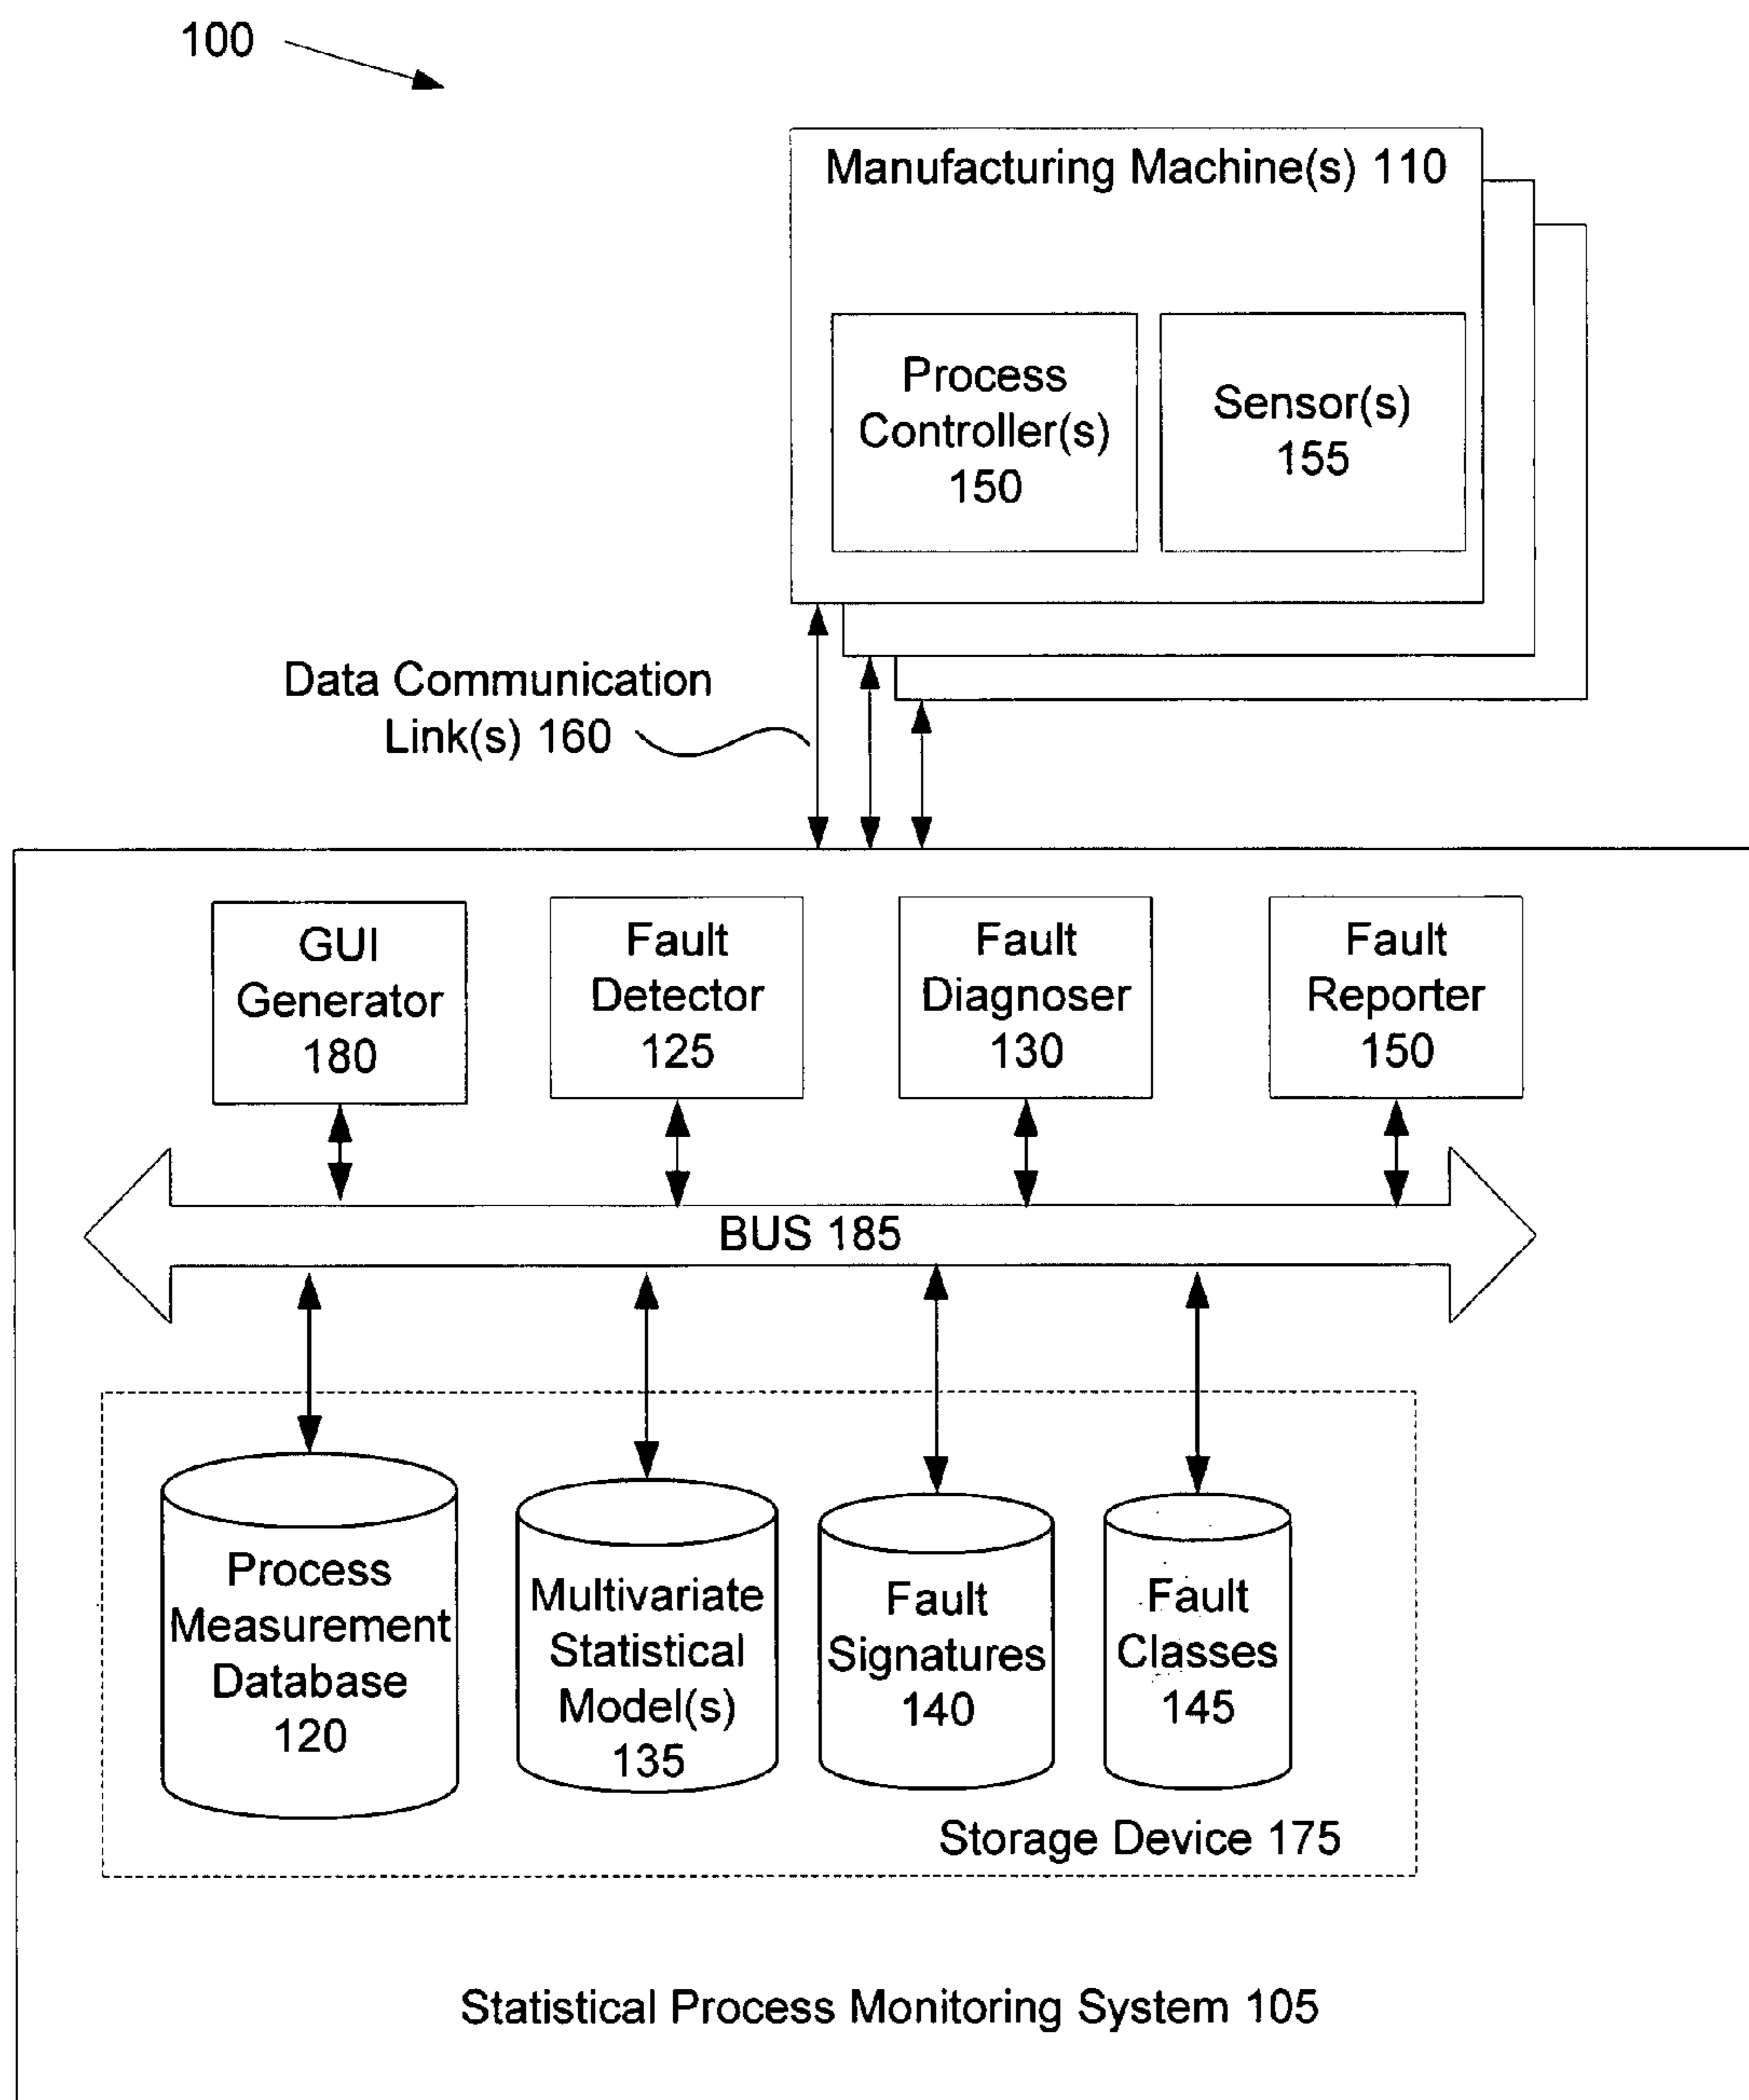 100
Manufacturing Machine(s) 110
Process
Controller(s)
150
Sensor(s)
155
Data Communication
Link(s) 160
GUI
Generator
180
Fault
Detector
125
Fault
Diagnoser
130
Fault
Reporter
150
BUS 185
Process
Measurement
Database
120
Multivariate
Statistical
Model(s)
135
Fault
Signatures
140
Fault
Classes
145
Storage Device 175
Statistical Process Monitoring System 105